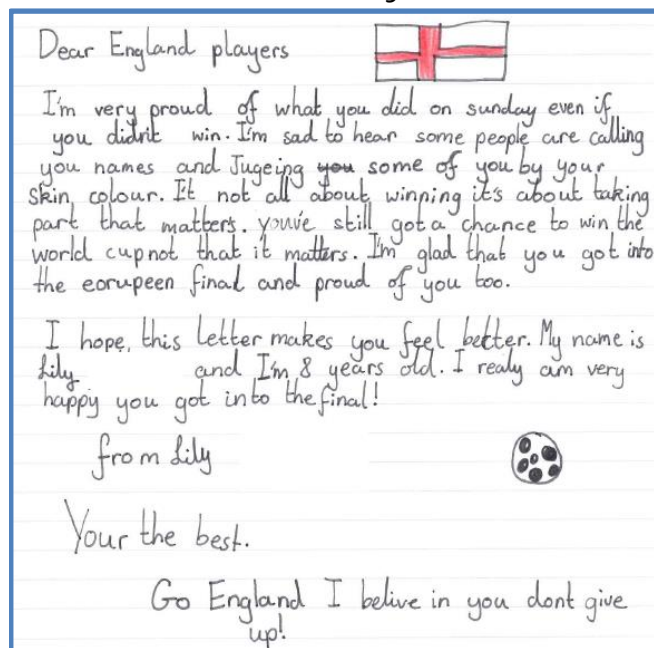 Dear England players
I'm very proud of what you did on sunday even if
you didn't win. I'm sad to hear some people are calling
you names and Jugeing you some of you by your
skin colour. It not all about winning it's about taking
part that matters. youv'e still got a chance to win the
world cup not that it matters. I'm glad that you got into
the eorupeen final and proud of you too.
I hope, this letter makes you feel better. My name is
Lily and I'm 8 years old. I realy am very
happy you got into the final!
from Lily
Your the best.
Go England I belive in you dont give
up!